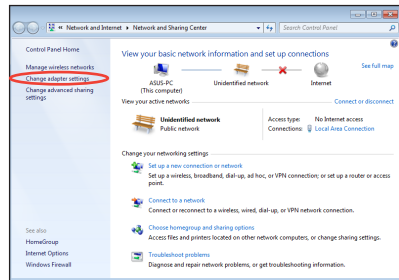 « Network and Internet ▸ Network and Sharing Center
Search Control Panel
Control Panel Home
Manage wireless networks
Change adapter settings
Change advanced sharing
settings
See also
HomeGroup
Internet Options
Windows Firewall
View your basic network information and set up connections
See full map
ASUS-PC
(This computer)
Unidentified network
Internet
View your active networks
Connect or disconnect
Unidentified network
Public network
Access type: No Internet access
Connections: Local Area Connection
Change your networking settings
Set up a new connection or network
Set up a wireless, broadband, dial-up, ad hoc, or VPN connection; or set up a router or access
point.
Connect to a network
Connect or reconnect to a wireless, wired, dial-up, or VPN network connection.
Choose homegroup and sharing options
Access files and printers located on other network computers, or change sharing settings.
Troubleshoot problems
Diagnose and repair network problems, or get troubleshooting information.